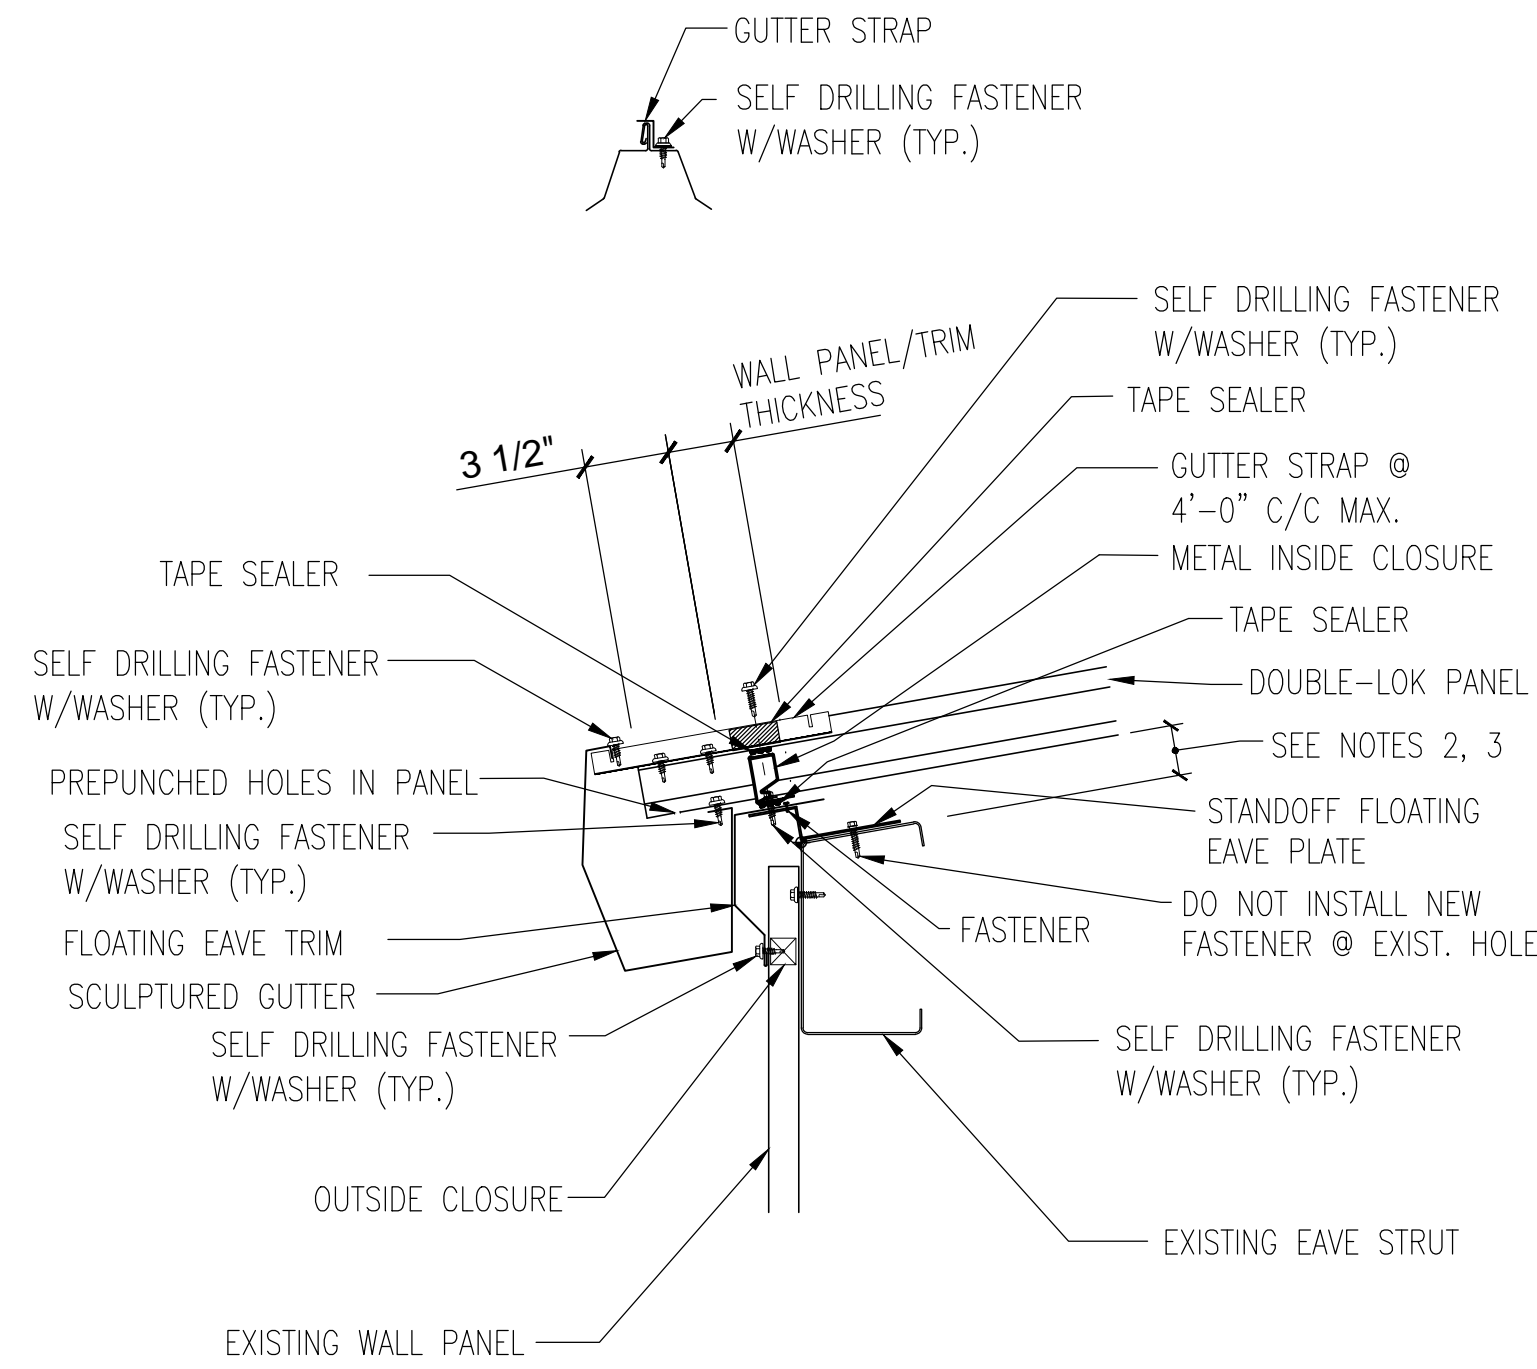 GUTTER STRAP
SELF DRILLING FASTENER
W/WASHER (TYP.)
SELF DRILLING FASTENER
W/WASHER (TYP.)
WALL PANEL/TRIM
THICKNESS
TAPE SEALER
3 1/2"
GUTTER STRAP @
4'-0" C/C MAX.
METAL INSIDE CLOSURE
TAPE SEALER
TAPE SEALER
SELF DRILLING FASTENER
W/WASHER (TYP.)
DOUBLE-LOK PANEL
SEE NOTES 2, 3
PREPUNCHED HOLES IN PANEL
STANDOFF FLOATING
EAVE PLATE
SELF DRILLING FASTENER
W/WASHER (TYP.)
DO NOT INSTALL NEW
FASTENER @ EXIST. HOLE
FASTENER
FLOATING EAVE TRIM
SCULPTURED GUTTER
SELF DRILLING FASTENER
W/WASHER (TYP.)
SELF DRILLING FASTENER
W/WASHER (TYP.)
OUTSIDE CLOSURE
EXISTING EAVE STRUT
EXISTING WALL PANEL